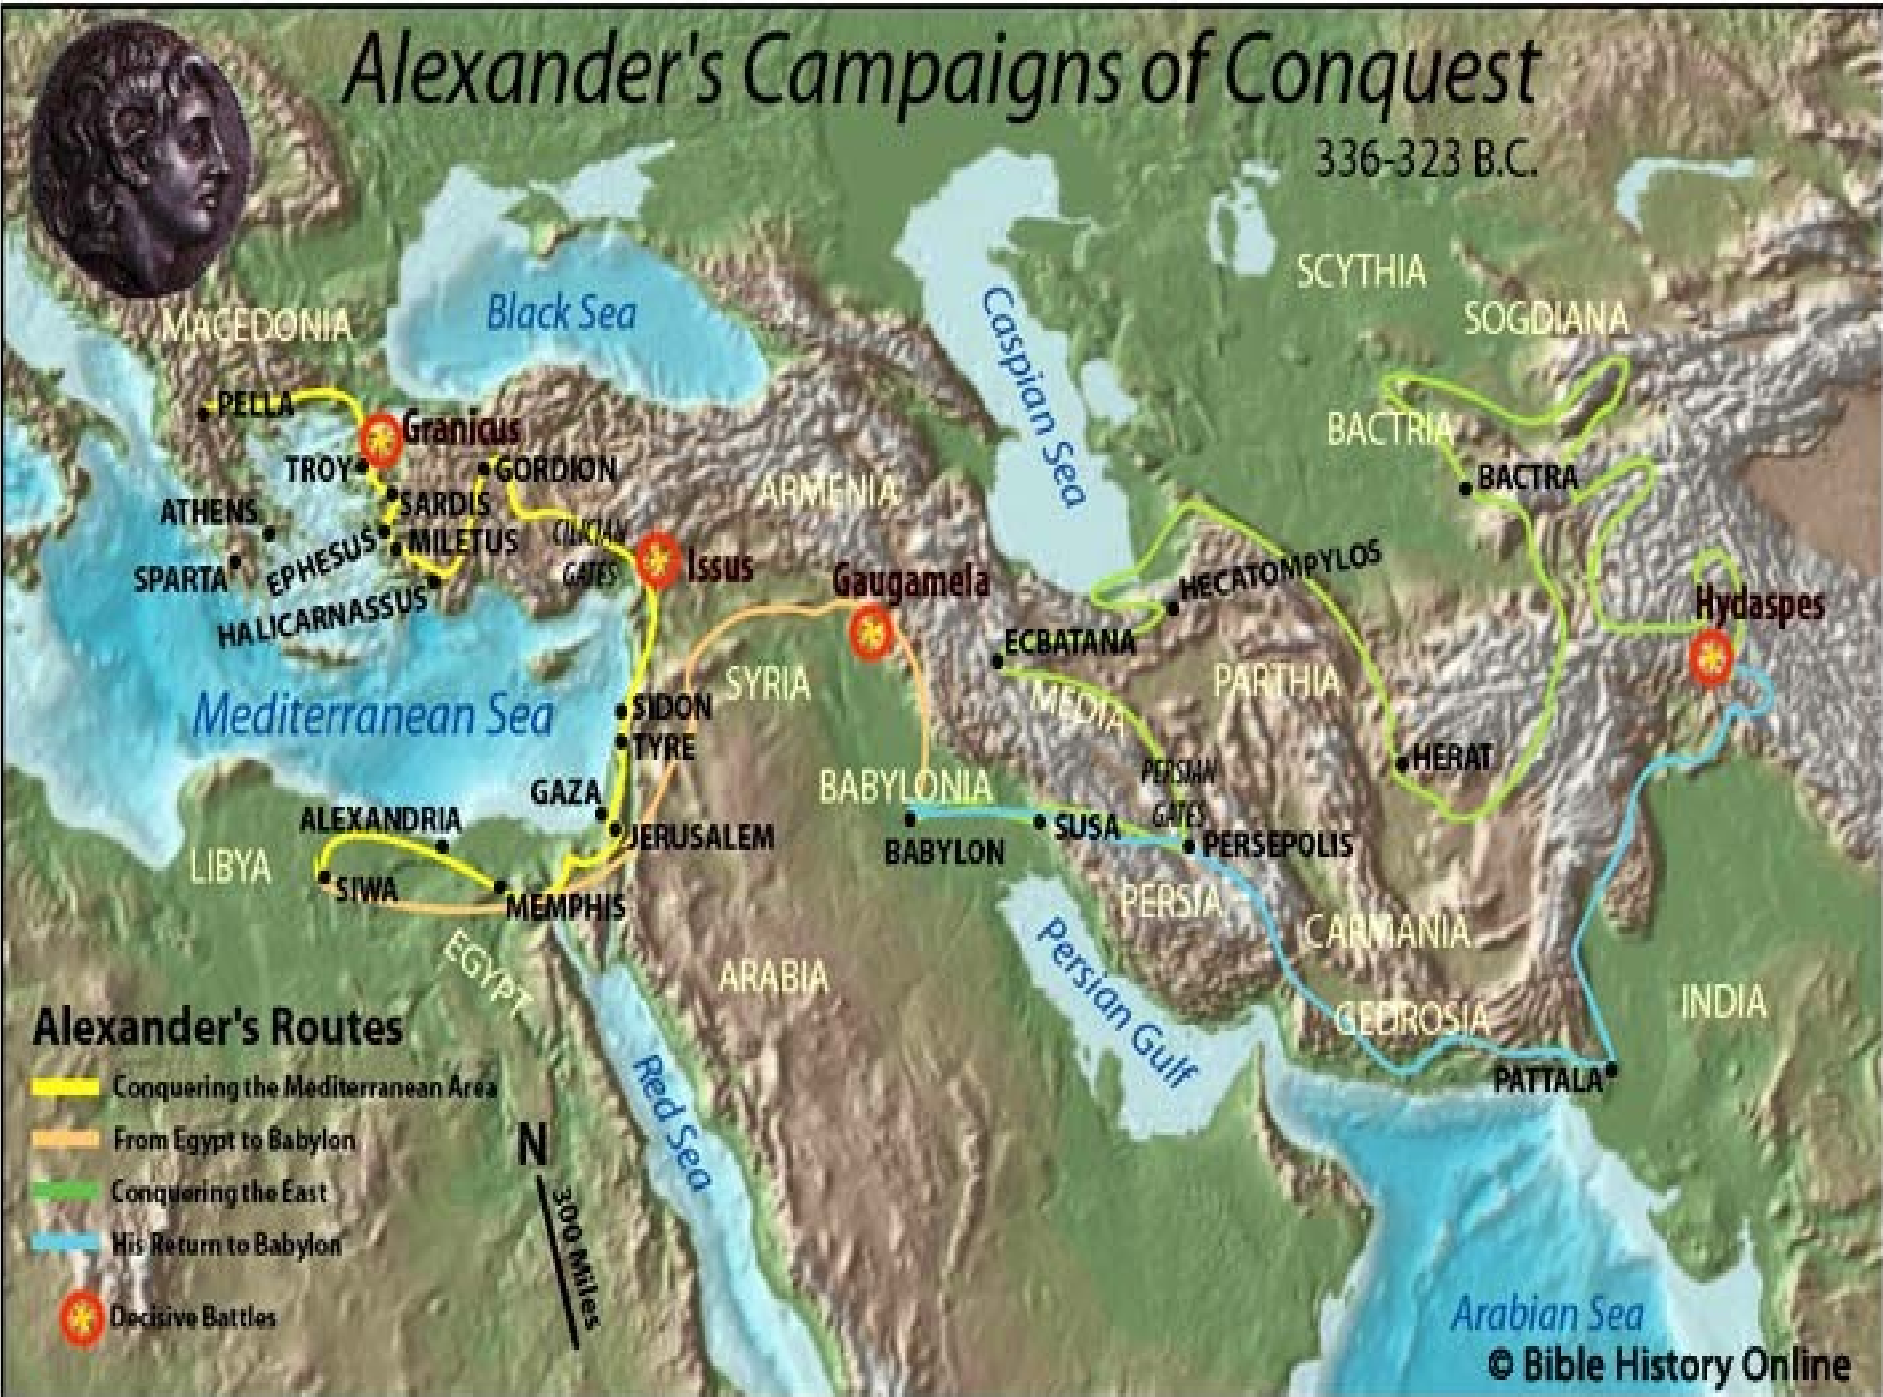 Alexander's Campaigns of Conquest
336-323 B.C.
SCYTHIA
SOGDIANA
Black Sea
MACEDONIA
Caspian Sea
PELLA
Granicus
BACTRIA
TROY
GORDION
BACTRA
SARDIS
ARMENIA
ATHENS
CILICIAN
GATES
EPHESUS
MILETUS
SPARTA
Issus
Gaugamela
HECATOMPYLOS
HALICARNASSUS
Hydaspes
ECBATANA
SYRIA
MEDIA
PARTHIA
Mediterranean Sea
SIDON
TYRE
HERAT
PERSIAN
GATES
BABYLONIA
GAZA
ALEXANDRIA
JERUSALEM
SUSA
BABYLON
PERSEPOLIS
LIBYA
SIWA
MEMPHIS
PERSIA
CARMANIA
EGYPT
ARABIA
Persian Gulf
GEDROSIA
INDIA
PATTALA
Red Sea
Alexander's Routes
Conquering the Mediterranean Area
From Egypt to Babylon
Conquering the East
His Return to Babylon
Decisive Battles
N
300 Miles
Arabian Sea
© Bible History Online